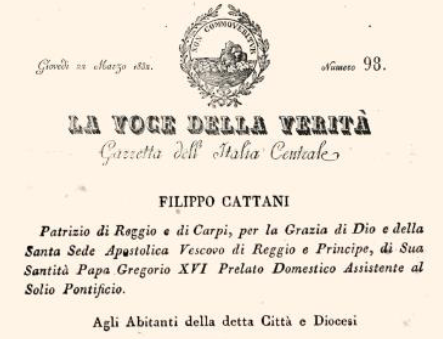 NON COMMOVEBITUR
Giovedì 22 Marzo 1832.
Numero 98.
LA VOCE DELLA VERITÀ
Gazzetta dell' Italia Centrale
FILIPPO CATTANI
Patrizio di Reggio e di Carpi, per la Grazia di Dio e della
Santa Sede Apostolica Vescovo di Reggio e Principe, di Sua
Santità Papa Gregorio XVI Prelato Domestico Assistente al
Solio Pontificio.
Agli Abitanti della detta Città e Diocesi